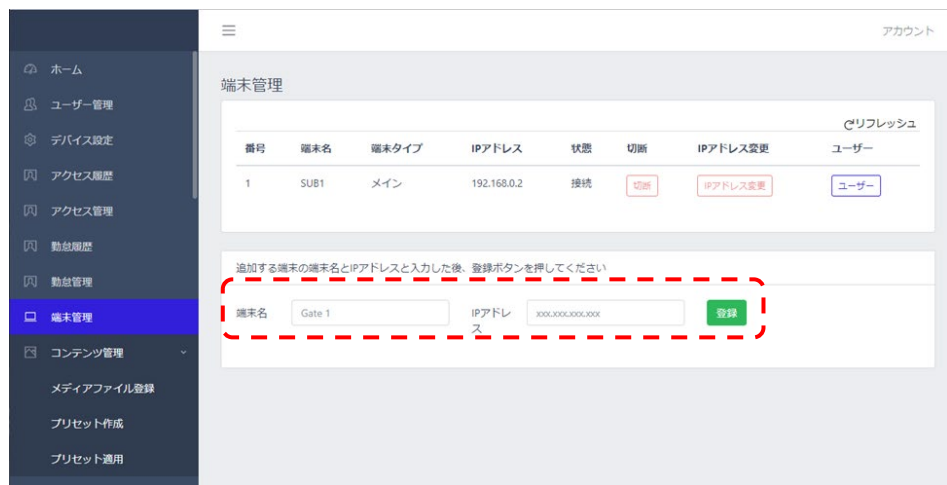 アカウント
ホーム
ユーザー管理
デバイス設定
アクセス履歴
アクセス管理
勤怠履歴
勤怠管理
端末管理
コンテンツ管理
メディアファイル登録
プリセット作成
プリセット適用
端末管理
リフレッシュ
番号 端末名 端末タイプ IPアドレス 状態 切断 IPアドレス変更 ユーザー
1 SUB1 メイン 192.168.0.2 接続 切断 IPアドレス変更 ユーザー
追加する端末の端末名とIPアドレスと入力した後、登録ボタンを押してください
端末名 Gate 1 IPアドレ xxx.xxx.xxx.xxx 登録
ス